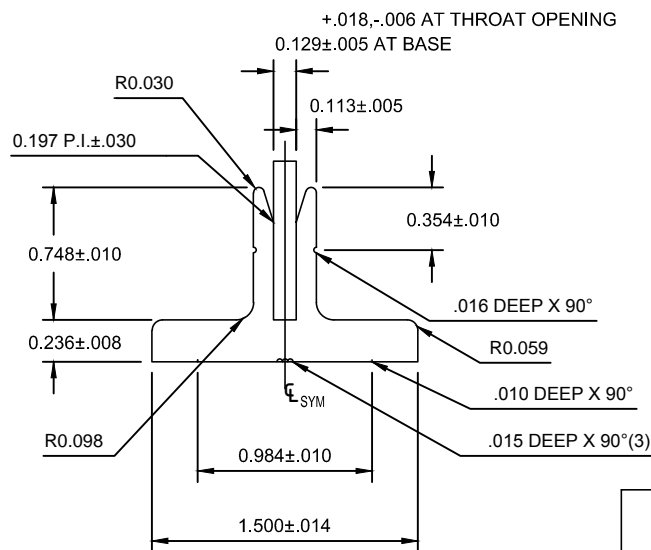 +.018,-.006 AT THROAT OPENING
0.129±.005 AT BASE
R0.030
0.113±.005
0.197 P.I.±.030
0.354±.010
0.748±.010
.016 DEEP X 90°
0.236±.008
R0.059
℄ SYM
.010 DEEP X 90°
R0.098
.015 DEEP X 90°(3)
0.984±.010
1.500±.014